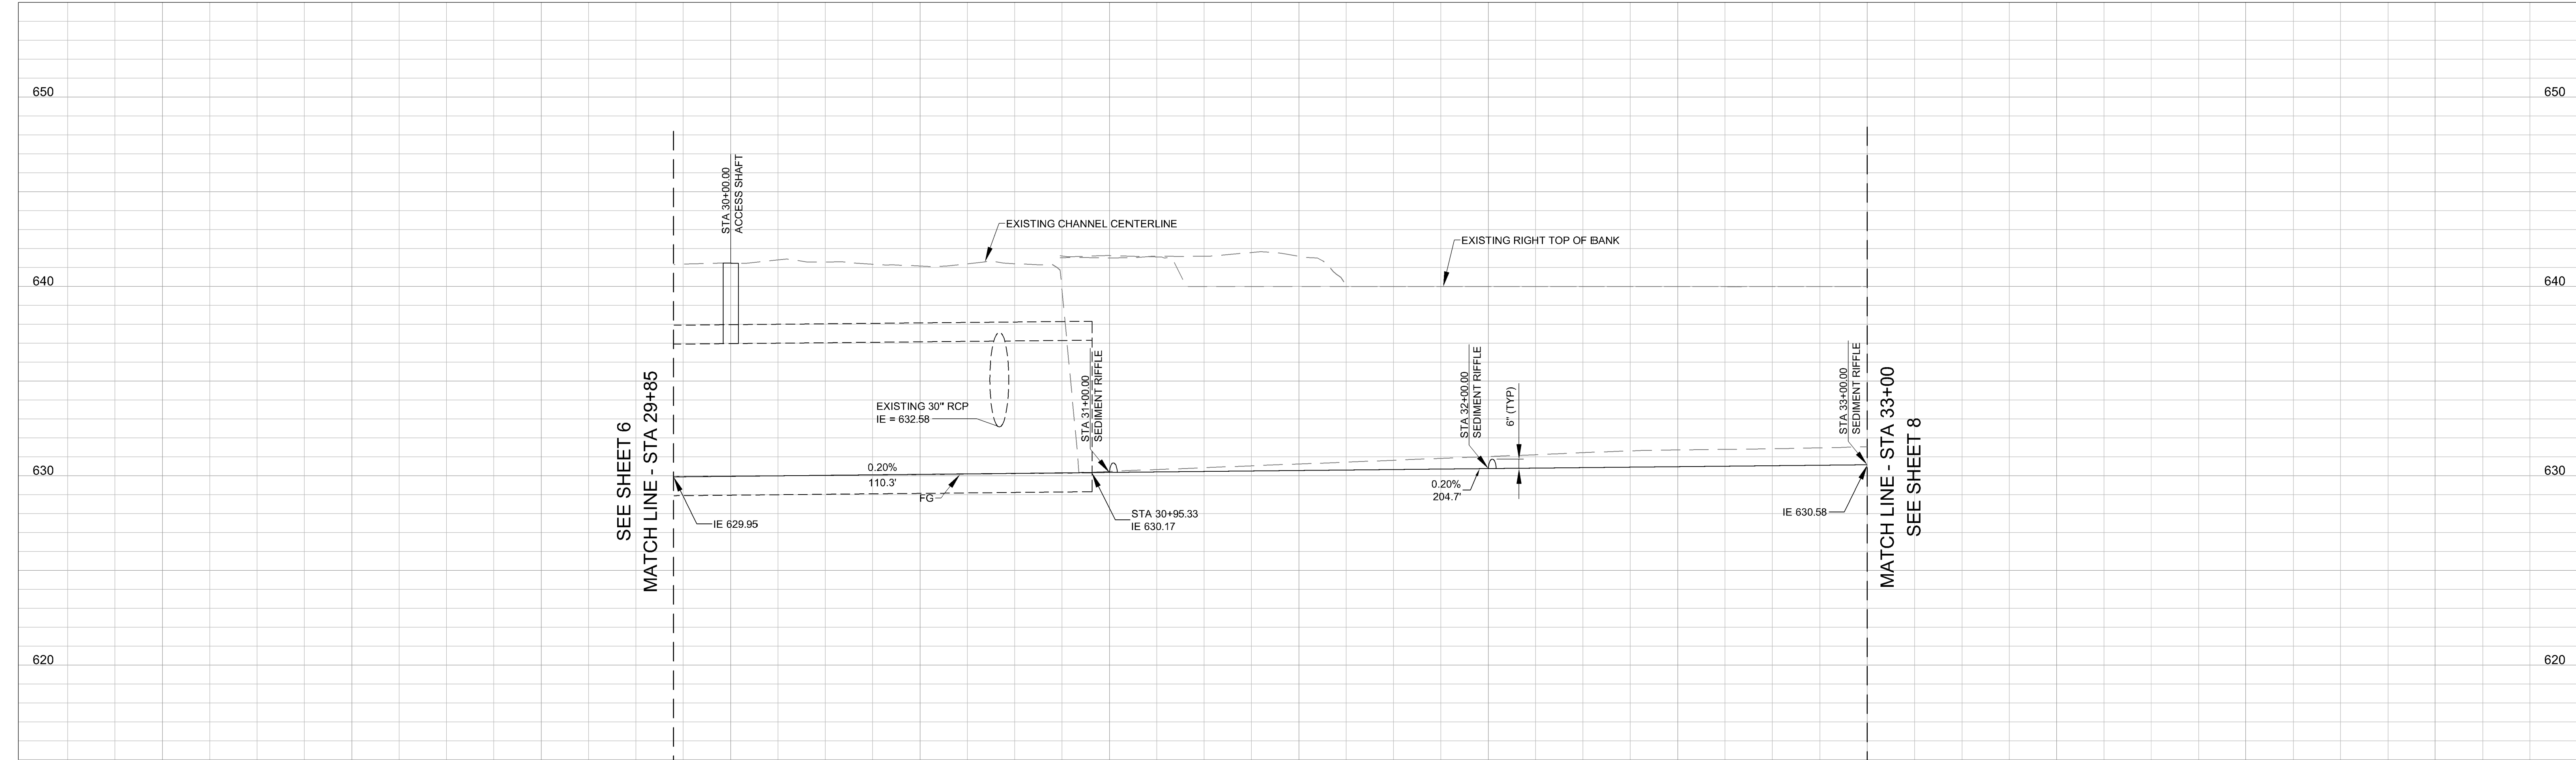 650
650
STA 30+00.00
ACCESS SHAFT
EXISTING CHANNEL CENTERLINE
EXISTING RIGHT TOP OF BANK
640
640
STA 31+00.00
SEDIMENT RIFFLE
STA 32+00.00
SEDIMENT RIFFLE
6" (TYP)
STA 33+00.00
SEDIMENT RIFFLE
EXISTING 30" RCP
IE = 632.58
SEE SHEET 6
MATCH LINE - STA 29+85
MATCH LINE - STA 33+00
SEE SHEET 8
630
630
0.20%
110.3'
FG
0.20%
204.7'
IE 629.95
STA 30+95.33
IE 630.17
IE 630.58
620
620